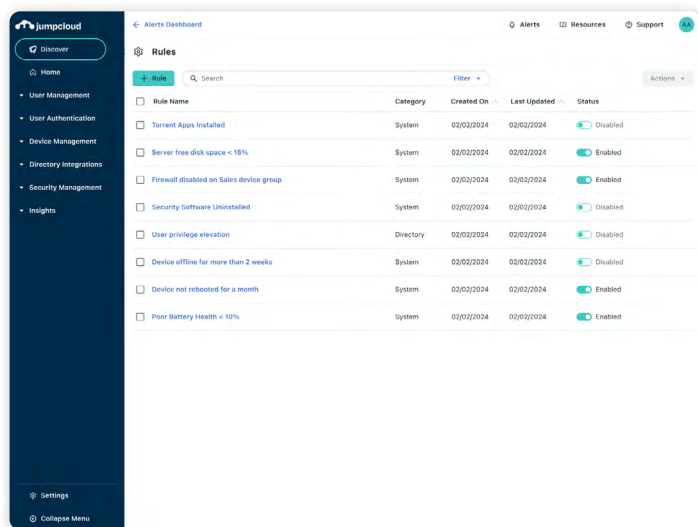 jumpcloud
Discover
Home
User Management
User Authentication
Device Management
Directory Integrations
Security Management
Insights
Settings
Collapse Menu
← Alerts Dashboard
Alerts
Resources
Support
AA
Rules
+ Rule
Search
Filter
Actions
Rule Name Category Created On Last Updated Status
Torrent Apps Installed System 02/02/2024 02/02/2024 Disabled
Server free disk space < 15% System 02/02/2024 02/02/2024 Enabled
Firewall disabled on Sales device group System 02/02/2024 02/02/2024 Enabled
Security Software Uninstalled System 02/02/2024 02/02/2024 Disabled
User privilege elevation Directory 02/02/2024 02/02/2024 Disabled
Device offline for more than 2 weeks System 02/02/2024 02/02/2024 Disabled
Device not rebooted for a month System 02/02/2024 02/02/2024 Enabled
Poor Battery Health < 10% System 02/02/2024 02/02/2024 Enabled